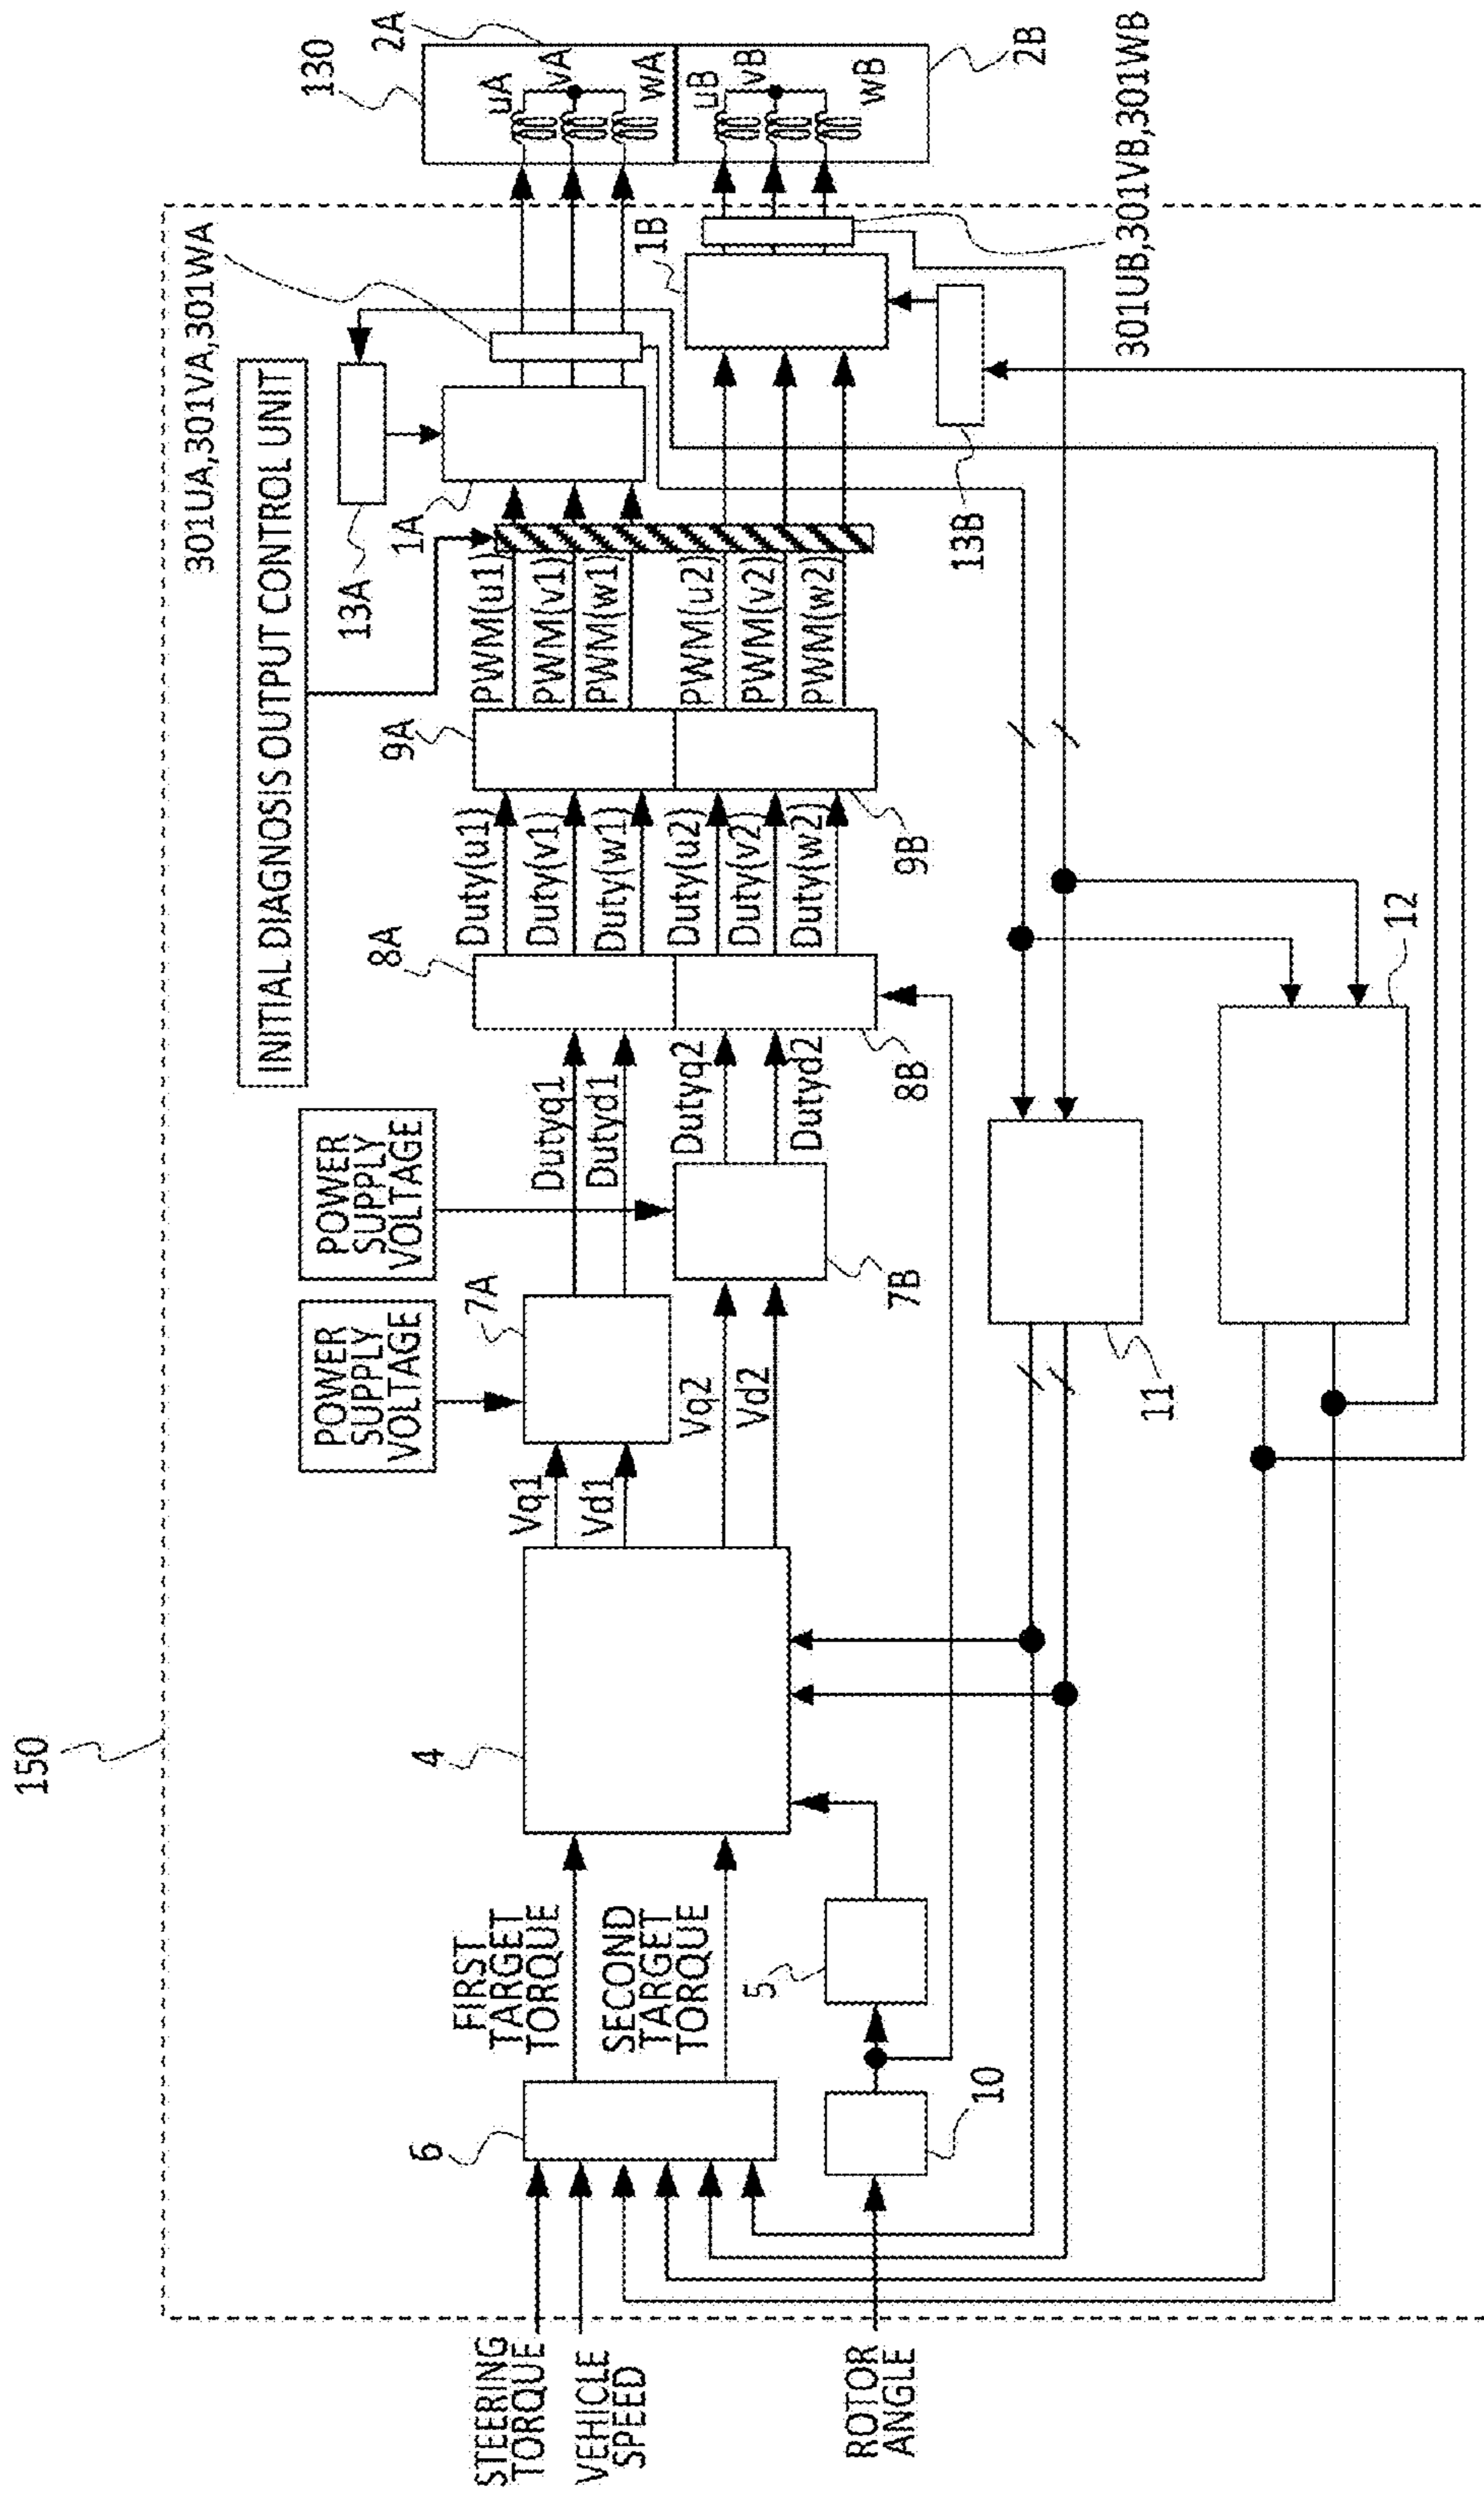 150
STEERING
TORQUE
VEHICLE
SPEED
ROTOR
ANGLE
6
10
FIRST
TARGET
TORQUE
SECOND
TARGET
TORQUE
5
4
Vq1
Vd1
Vq2
Vd2
POWER
SUPPLY
VOLTAGE
POWER
SUPPLY
VOLTAGE
7A
7B
Dutyq1
Dutyd1
Dutyq2
Dutyd2
8A
8B
INITIAL DIAGNOSIS OUTPUT CONTROL UNIT
Duty(u1)
Duty(v1)
Duty(w1)
Duty(u2)
Duty(v2)
Duty(w2)
9A
9B
PWM(u1)
PWM(v1)
PWM(w1)
PWM(u2)
PWM(v2)
PWM(w2)
11
12
13A
1A
301UA,301VA,301WA
13B
1B
301UB,301VB,301WB
130
2A
uA
vA
wA
uB
vB
wB
2B